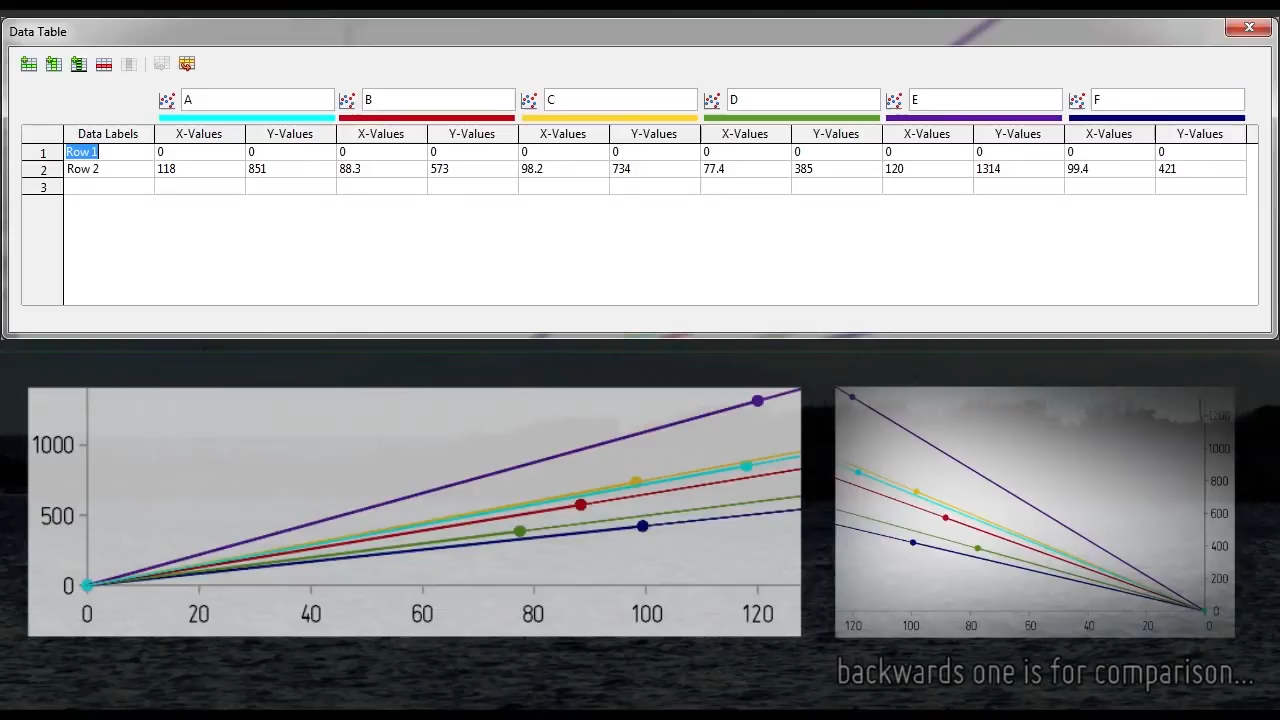 Data Table
A B C D E F
Data Labels X-Values Y-Values X-Values Y-Values X-Values Y-Values X-Values Y-Values X-Values Y-Values X-Values Y-Values
1 Row 1 0 0 0 0 0 0 0 0 0 0 0 0
2 Row 2 118 851 88.3 573 98.2 734 77.4 385 120 1314 99.4 421
3
1000
500
0
0 20 40 60 80 100 120
1200
1000
800
600
400
200
0
120 100 80 60 40 20 0
backwards one is for comparison...